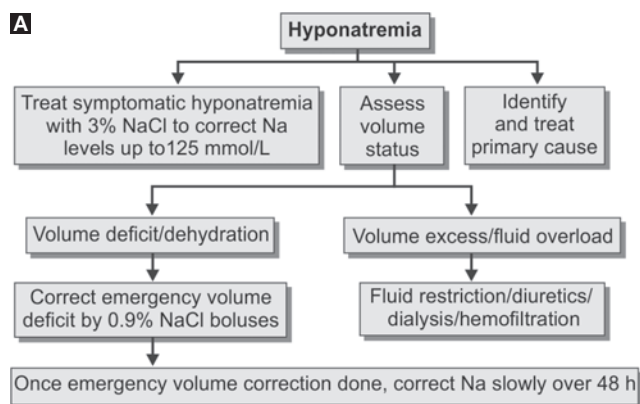 A
Hyponatremia
Treat symptomatic hyponatremia
with 3% NaCl to correct Na
levels up to125 mmol/L
Assess
volume
status
Identify
and treat
primary cause
Volume deficit/dehydration
Volume excess/fluid overload
Correct emergency volume
deficit by 0.9% NaCl boluses
Fluid restriction/diuretics/
dialysis/hemofiltration
Once emergency volume correction done, correct Na slowly over 48 h